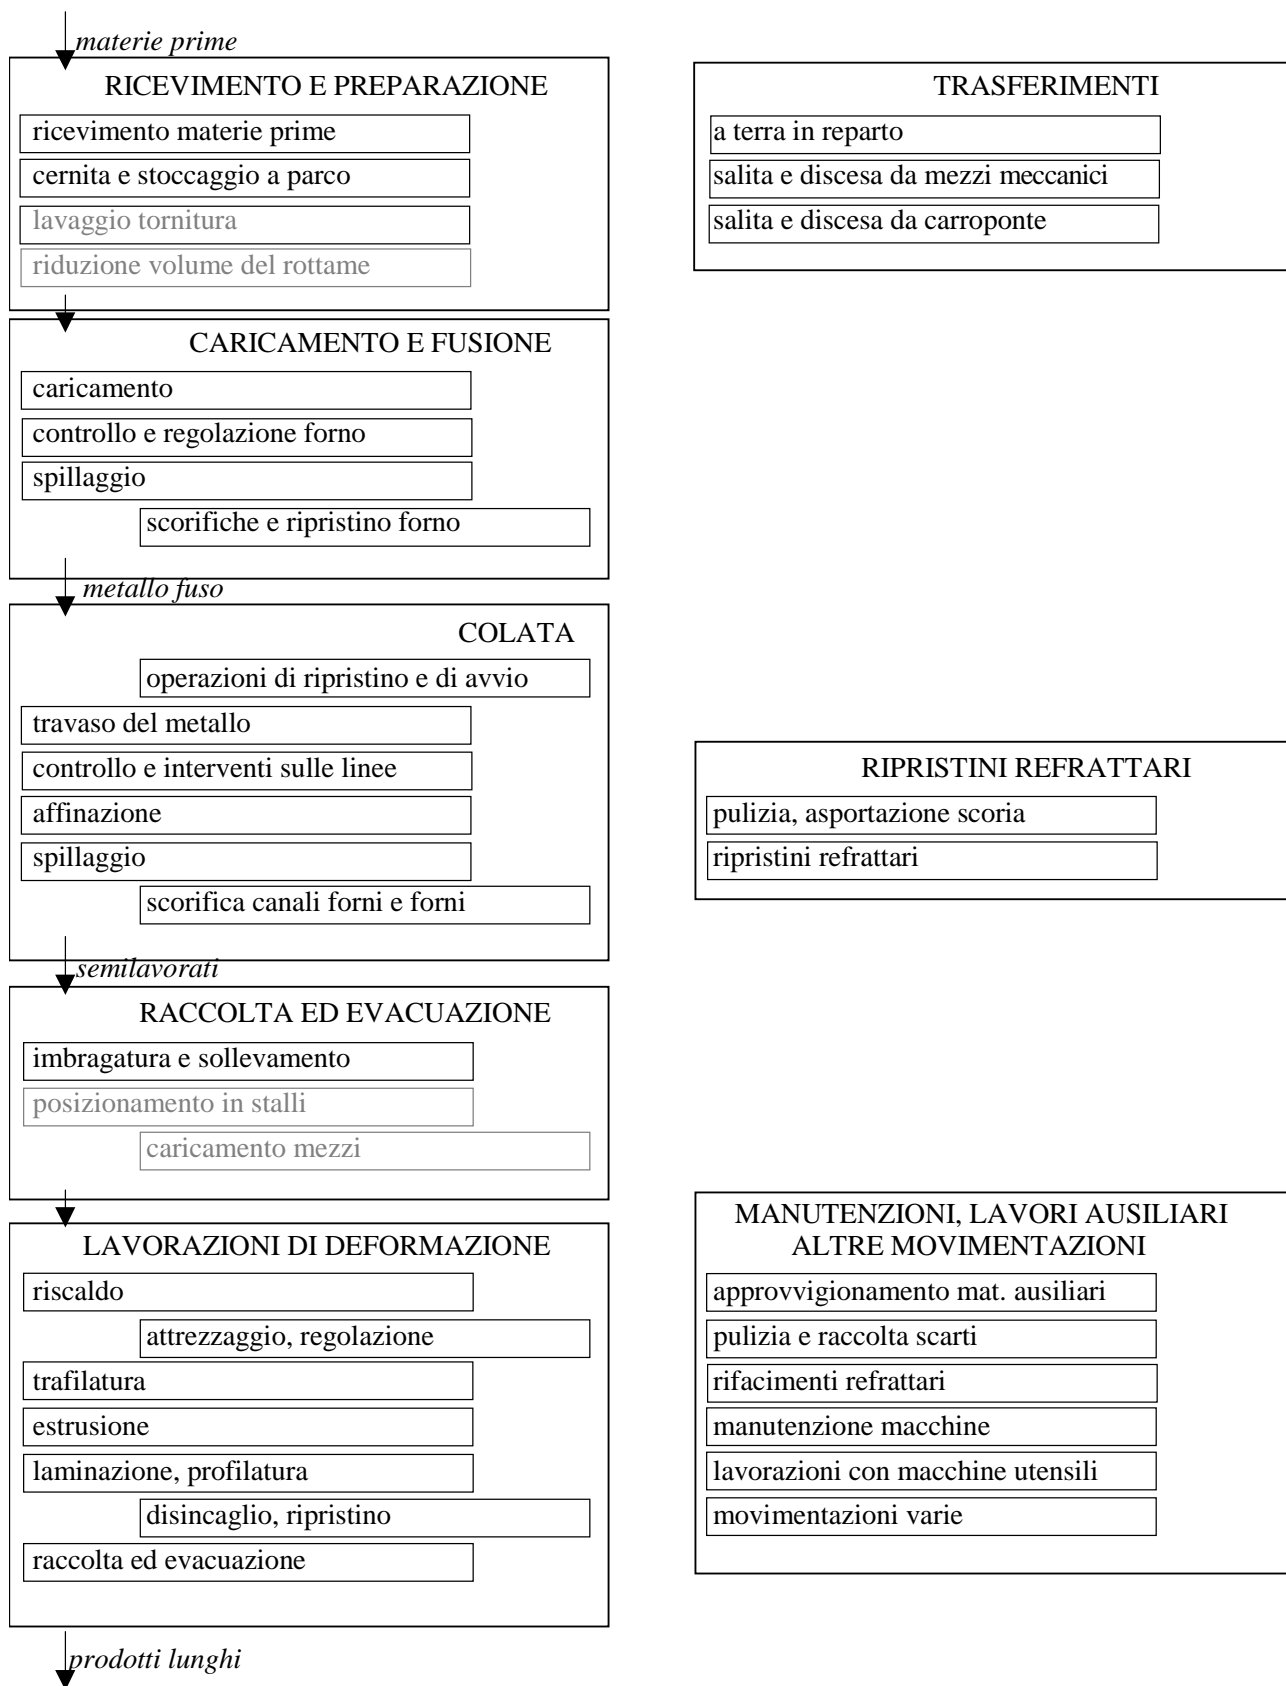 materie prime
RICEVIMENTO E PREPARAZIONE
ricevimento materie prime
cernita e stoccaggio a parco
lavaggio tornitura
riduzione volume del rottame
CARICAMENTO E FUSIONE
caricamento
controllo e regolazione forno
spillaggio
scorifiche e ripristino forno
metallo fuso
COLATA
operazioni di ripristino e di avvio
travaso del metallo
controllo e interventi sulle linee
affinazione
spillaggio
scorifica canali forni e forni
semilavorati
RACCOLTA ED EVACUAZIONE
imbragatura e sollevamento
posizionamento in stalli
caricamento mezzi
LAVORAZIONI DI DEFORMAZIONE
riscaldo
attrezzaggio, regolazione
trafilatura
estrusione
laminazione, profilatura
disincaglio, ripristino
raccolta ed evacuazione
prodotti lunghi
TRASFERIMENTI
a terra in reparto
salita e discesa da mezzi meccanici
salita e discesa da carroponte
RIPRISTINI REFRATTARI
pulizia, asportazione scoria
ripristini refrattari
MANUTENZIONI, LAVORI AUSILIARI
ALTRE MOVIMENTAZIONI
approvvigionamento mat. ausiliari
pulizia e raccolta scarti
rifacimenti refrattari
manutenzione macchine
lavorazioni con macchine utensili
movimentazioni varie